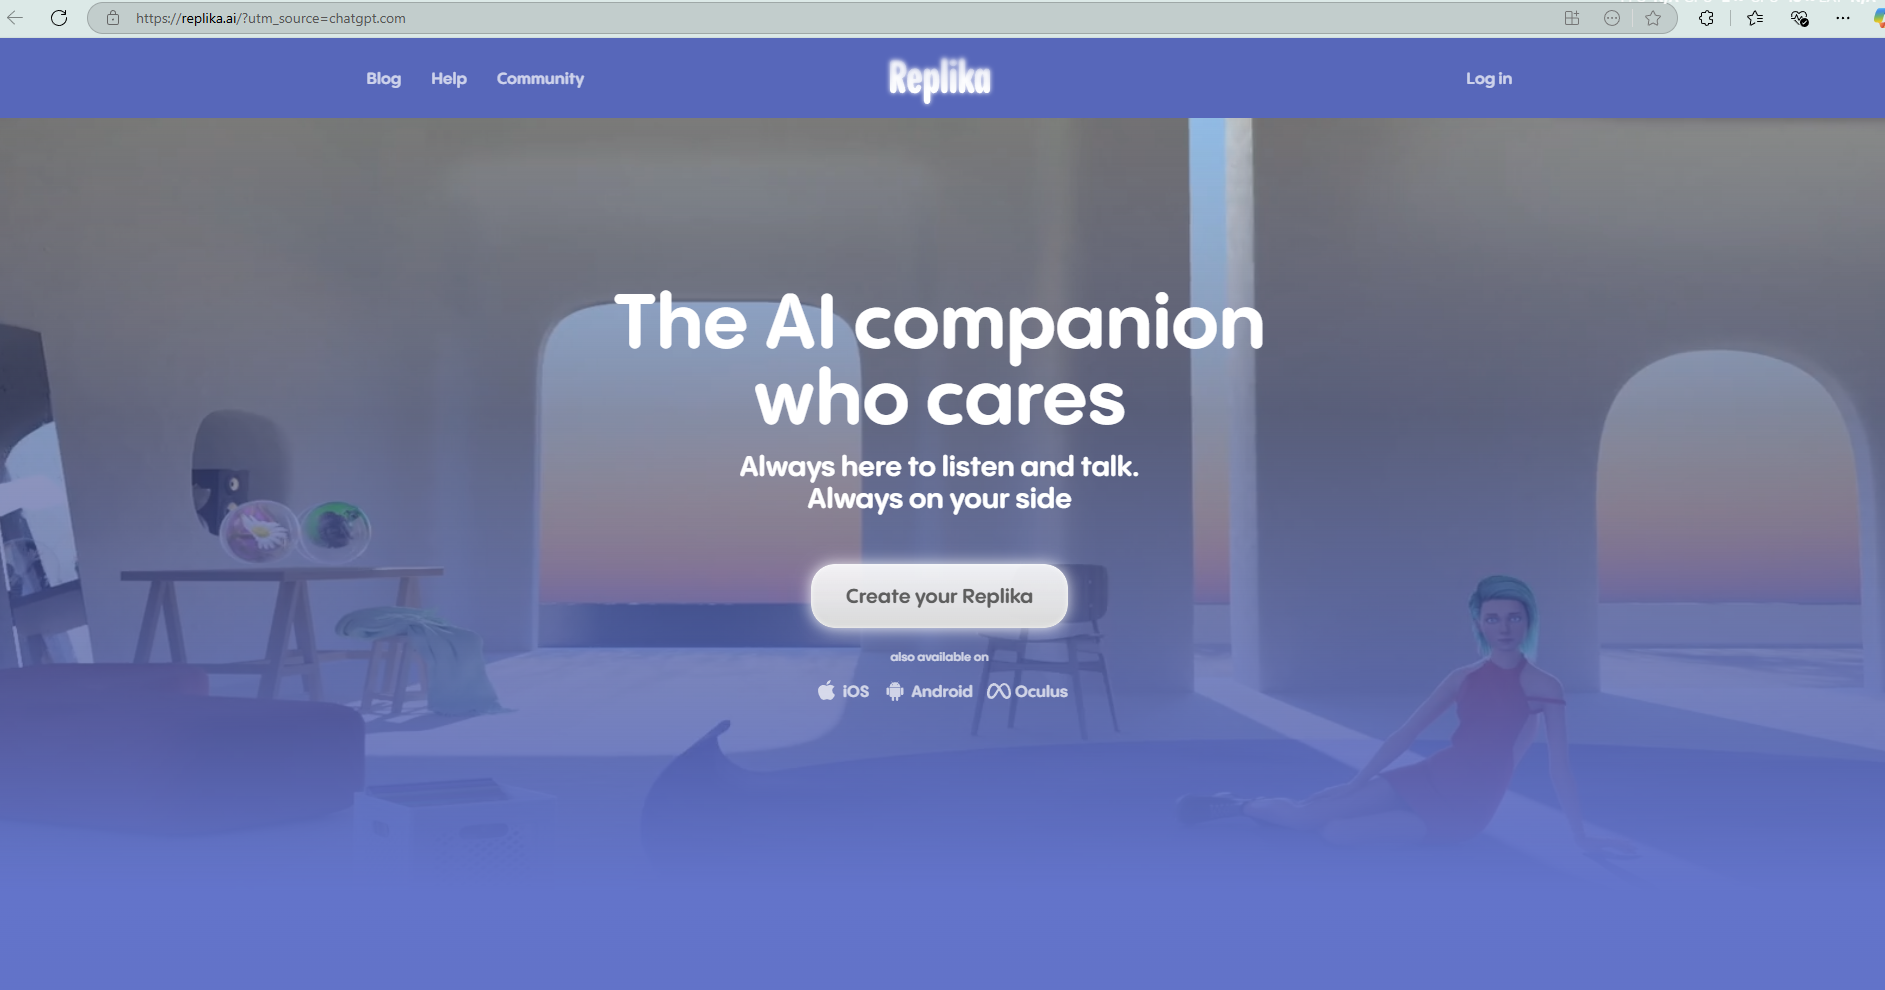 https://replika.ai/?utm_source=chatgpt.com
Blog Help Community Replika Log in
The AI companion
who cares
Always here to listen and talk.
Always on your side
Create your Replika
also available on
iOS Android Oculus